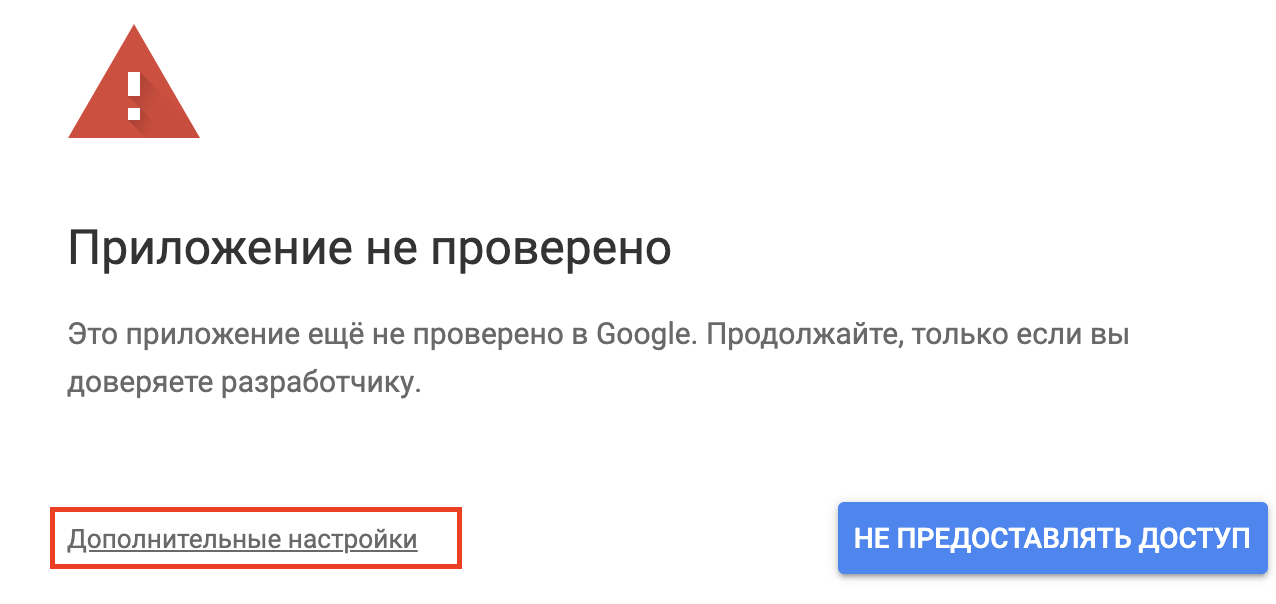 Приложение не проверено
Это приложение ещё не проверено в Google. Продолжайте, только если вы
доверяете разработчику.
Дополнительные настройки
НЕ ПРЕДОСТАВЛЯТЬ ДОСТУП